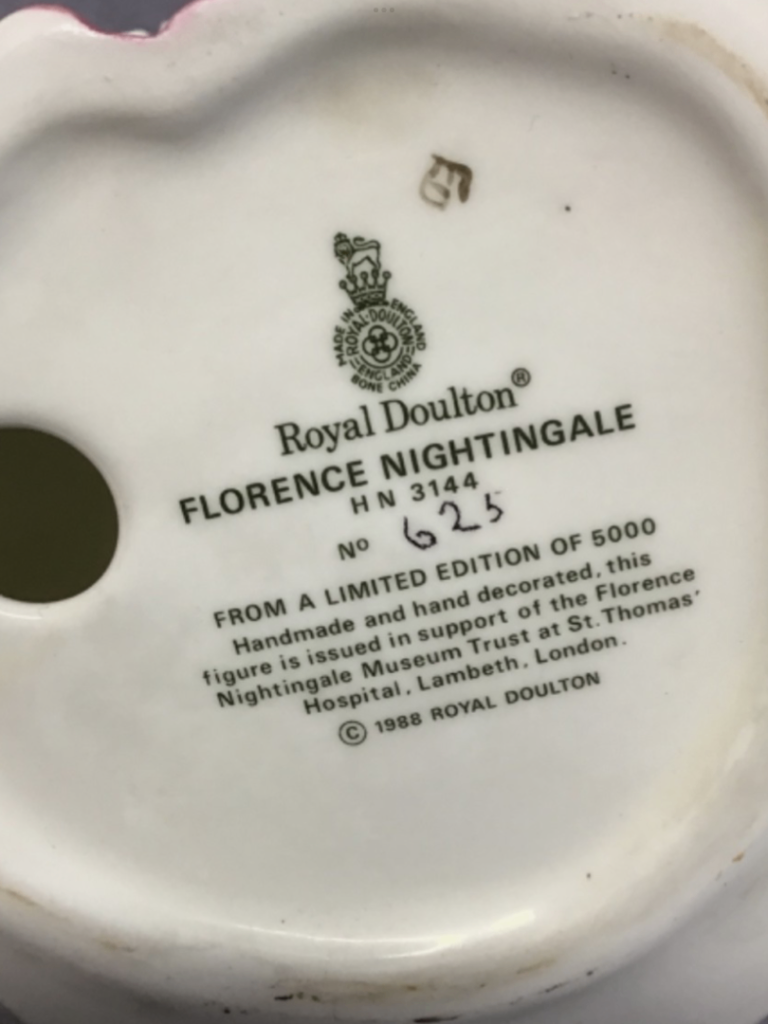 MADE IN ENGLAND
ROYAL·DOULTON
ENGLAND
BONE CHINA
Royal Doulton®
FLORENCE NIGHTINGALE
HN 3144
Nº 625
FROM A LIMITED EDITION OF 5000
Handmade and hand decorated, this
figure is issued in support of the Florence
Nightingale Museum Trust at St. Thomas'
Hospital, Lambeth, London.
© 1988 ROYAL DOULTON